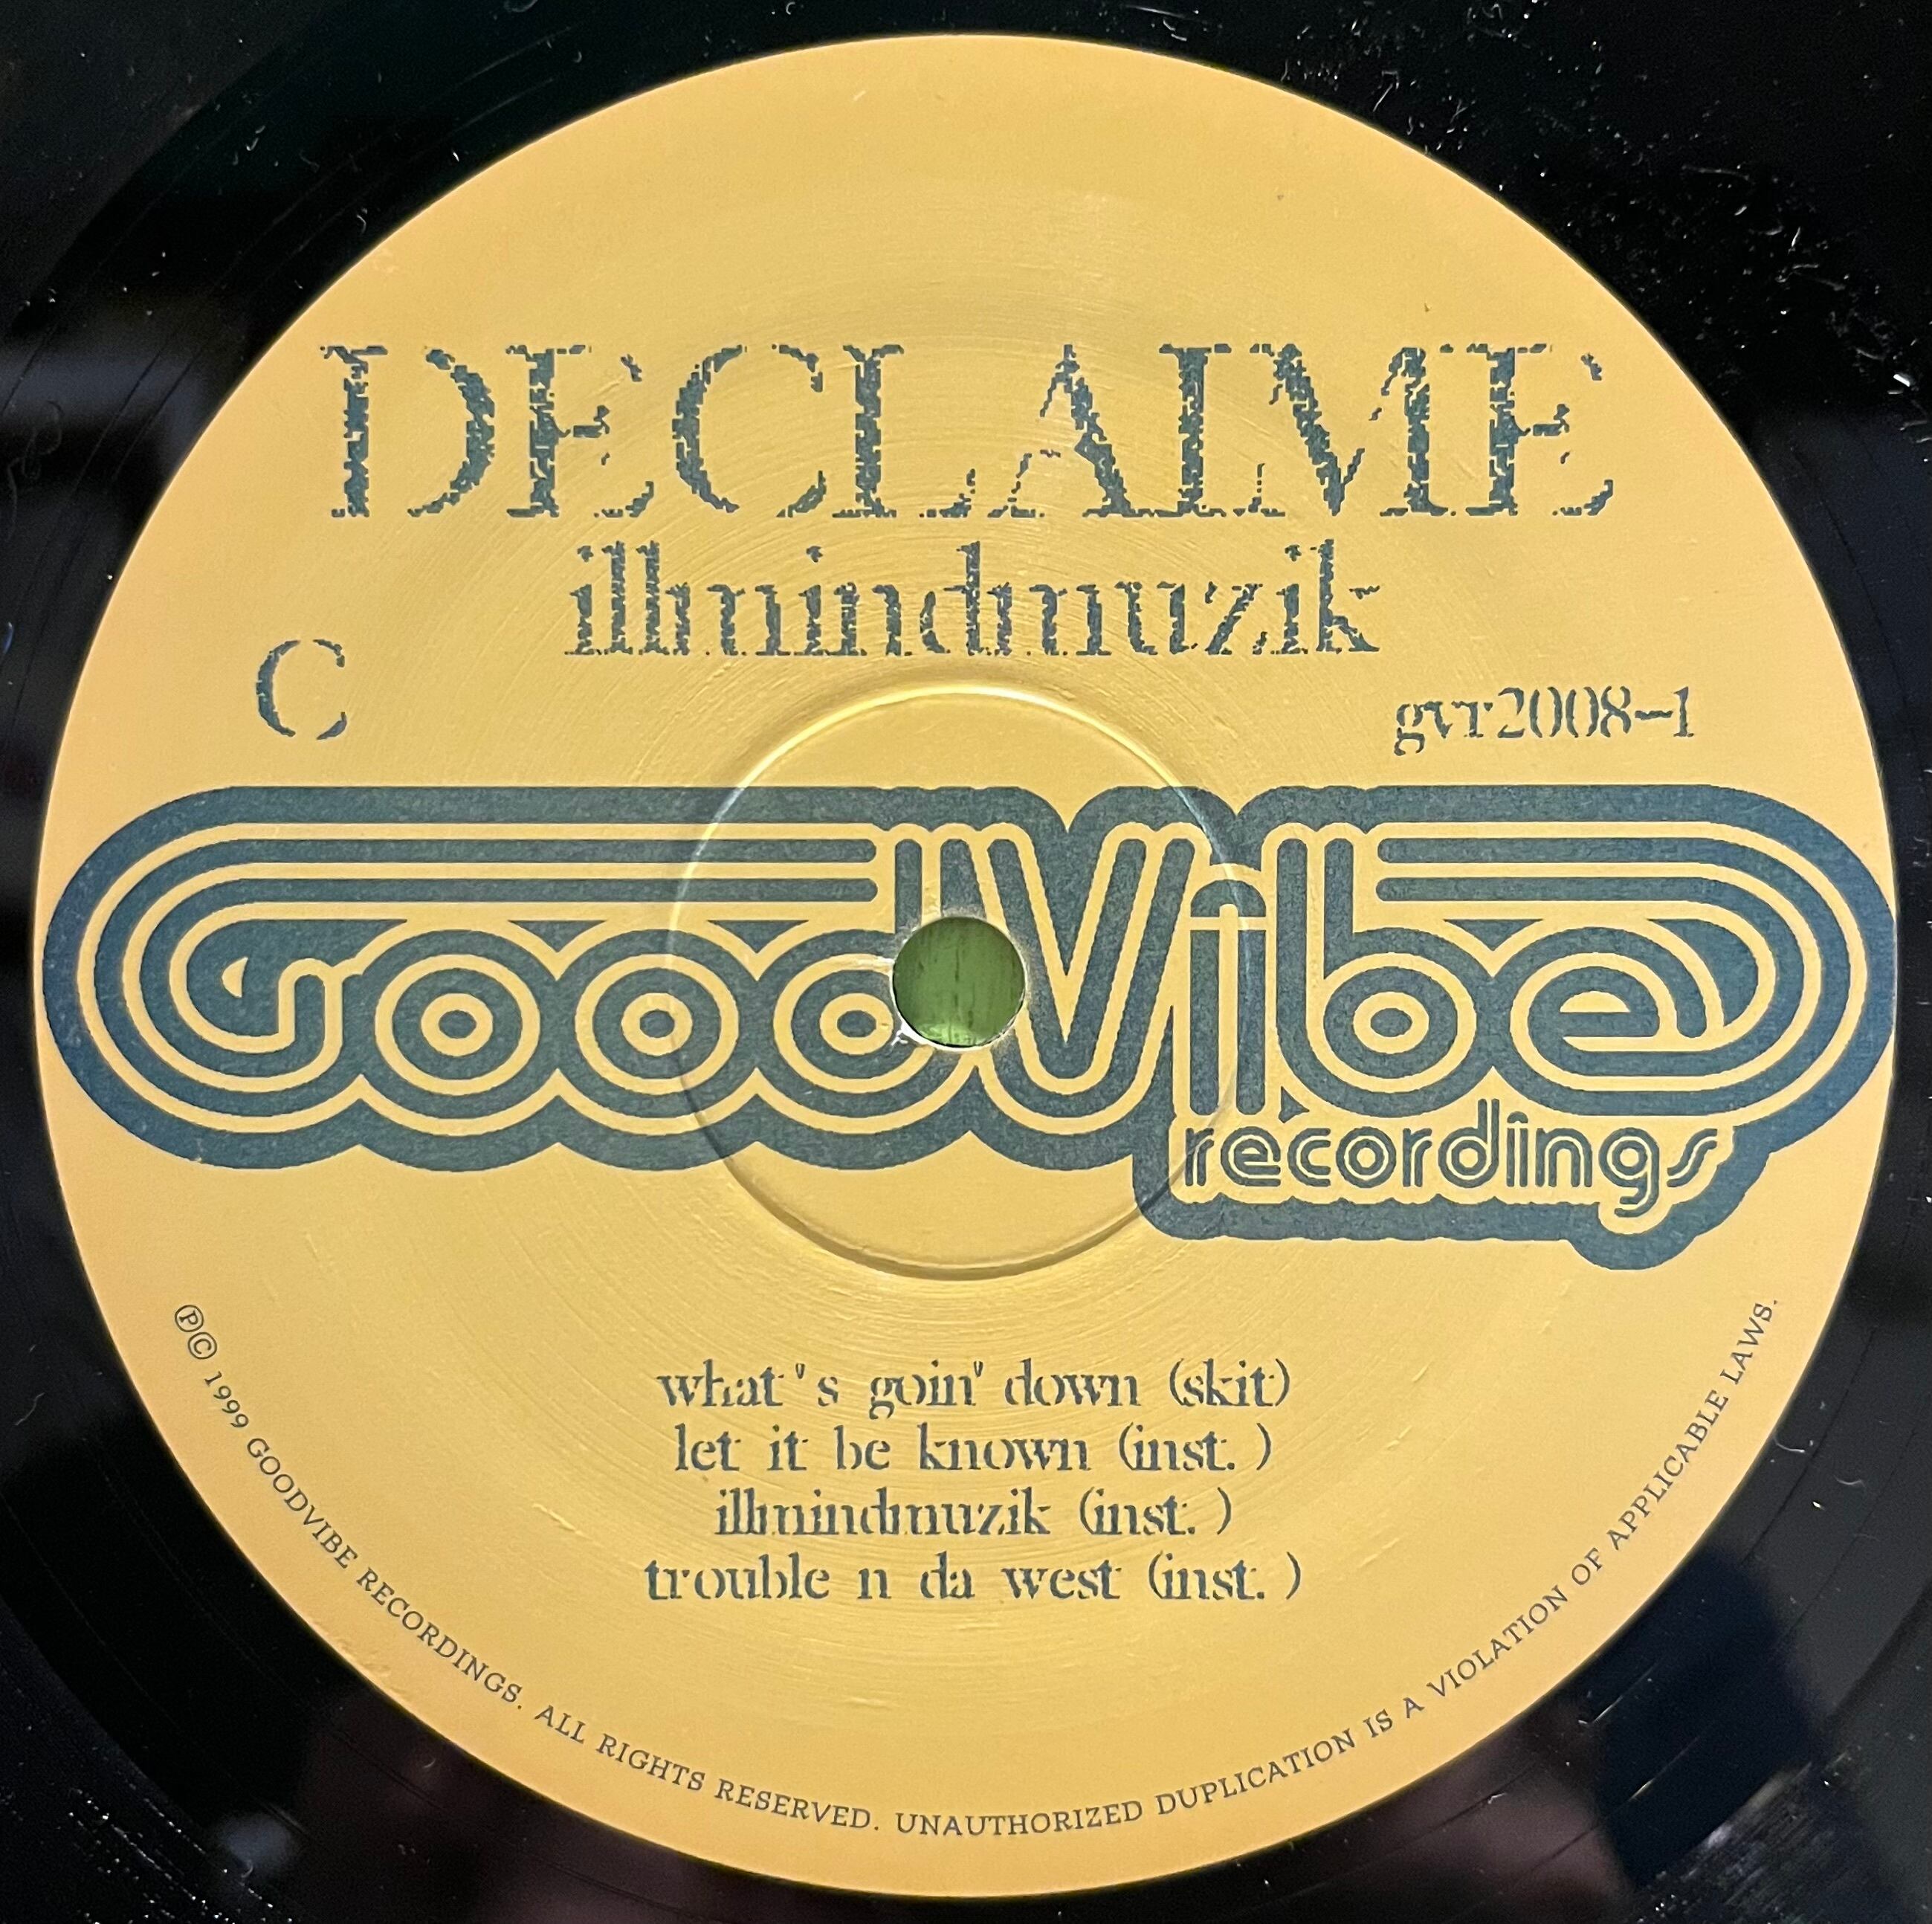 DECLAIME
illmindmuzik
C
gvr2008-1
GoodVibe
recordings
what's goin' down (skit)
let it be known (inst.)
illmindmuzik (inst.)
trouble n da west (inst.)
℗© 1999 GOODVIBE RECORDINGS. ALL RIGHTS RESERVED. UNAUTHORIZED DUPLICATION IS A VIOLATION OF APPLICABLE LAWS.